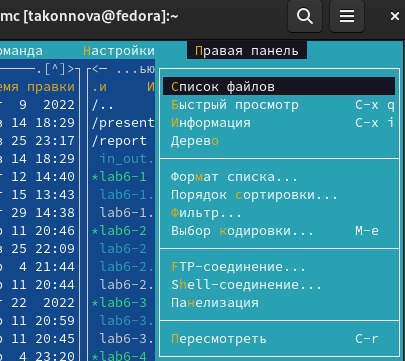 mc [takonnova@fedora]:~
оманда Настройки Правая панель
.[^]> <— ...ью
емя правки .и И
9 2022 /..
14 18:29 /present
25 23:17 /report
14 18:29 in_out.
12 14:40 *lab6-1
15 13:43 lab6-1.
29 14:38 lab6-1.
11 20:46 *lab6-2
25 22:09 lab6-2
4 21:44 lab6-2.
11 20:44 lab6-2.
22 2022 *lab6-3
11 20:59 lab6-3.
11 20:45 lab6-3.
4 23:20 *lab6-4
Список файлов
Быстрый просмотр C-x q
Информация C-x i
Дерево
Формат списка...
Порядок сортировки...
Фильтр...
Выбор кодировки... M-e
FTP-соединение...
Shell-соединение...
Панелизация
Пересмотреть C-r